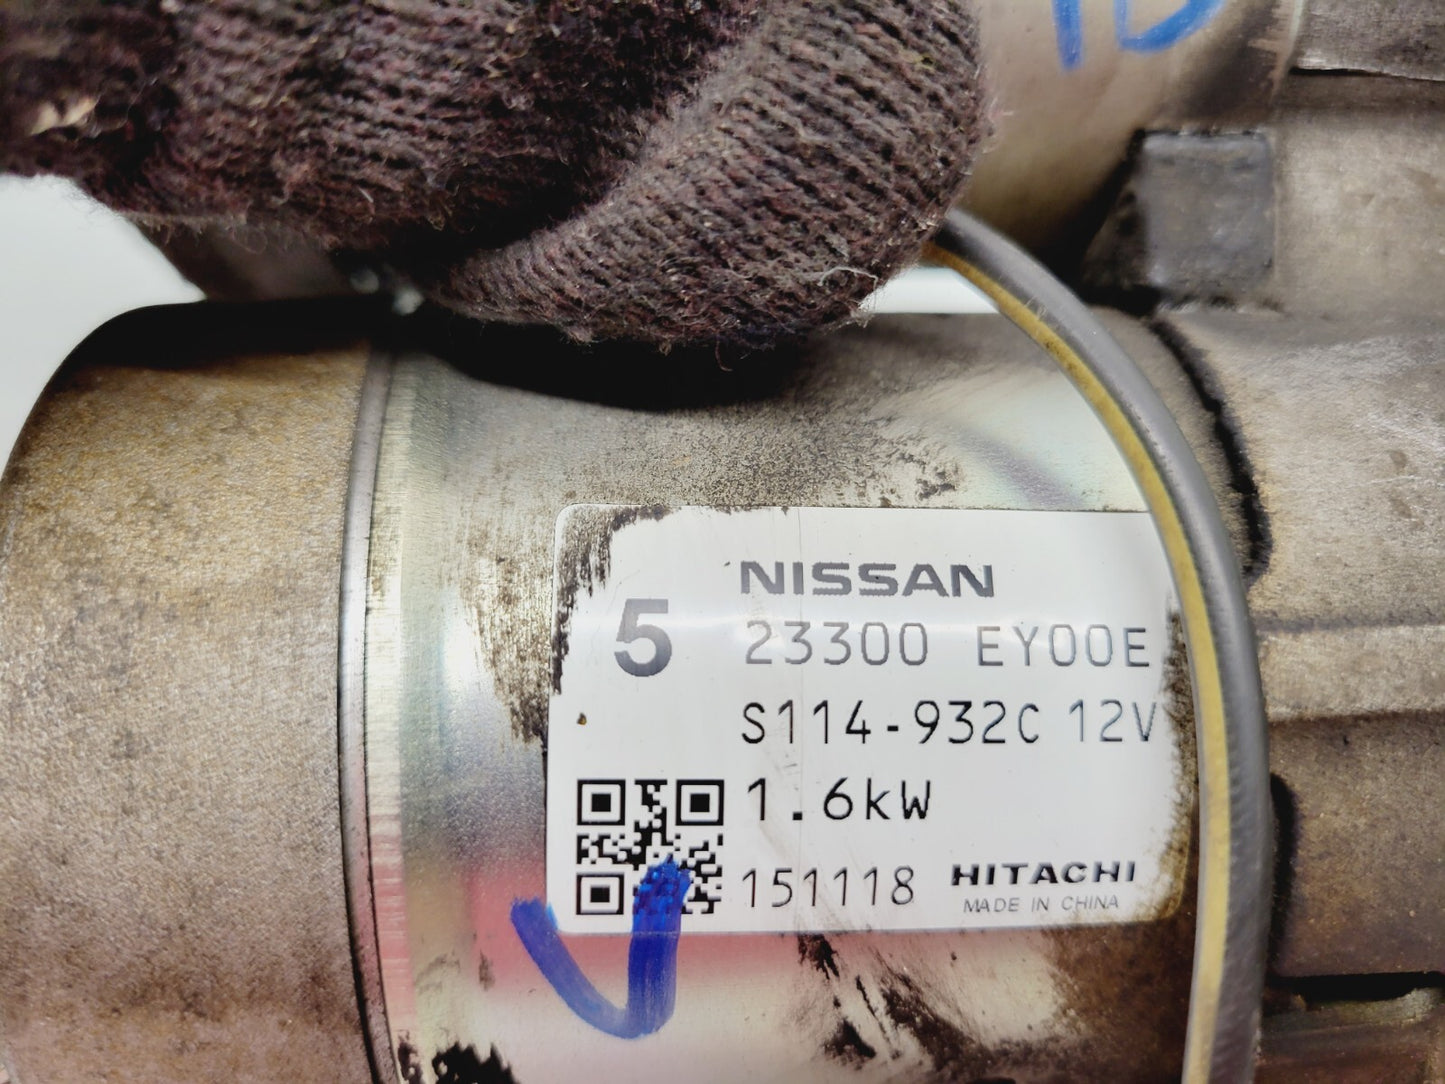 NISSAN
5
23300 EY00E
S114-932C 12V
1.6kW
151118
HITACHI
MADE IN CHINA